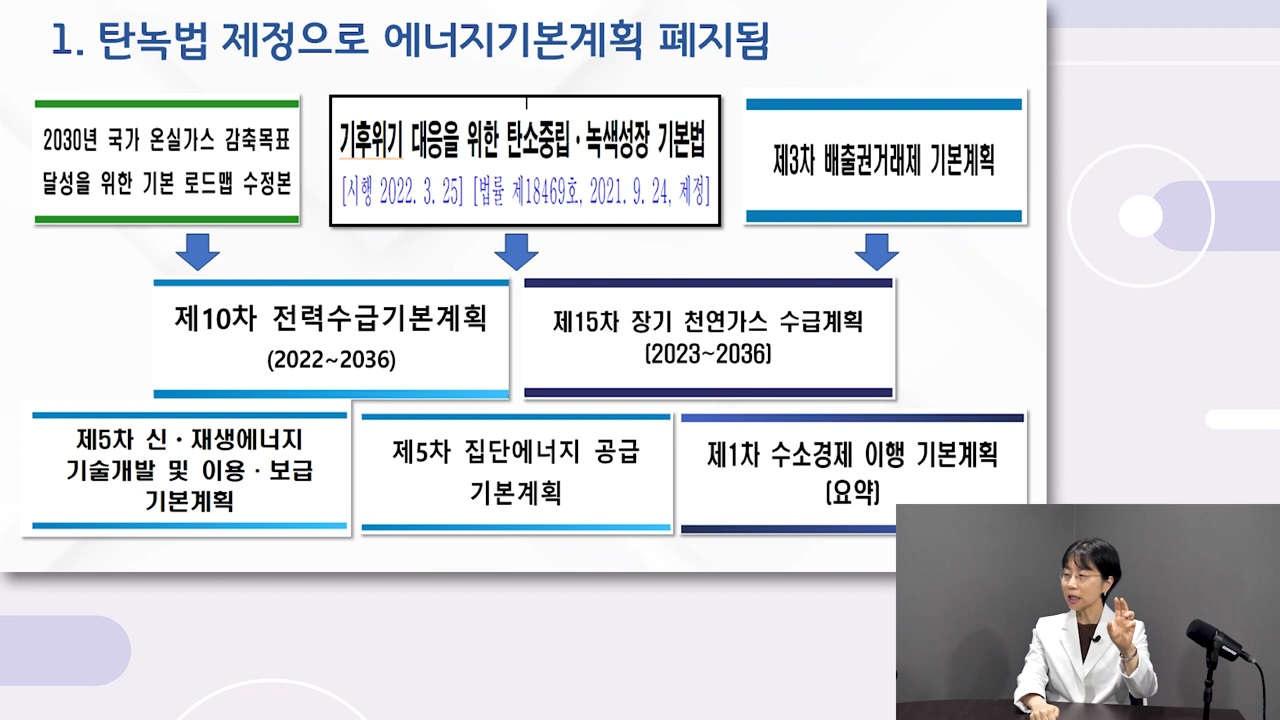 1. 탄녹법 제정으로 에너지기본계획 폐지됨
2030년 국가 온실가스 감축목표
달성을 위한 기본 로드맵 수정본
기후위기 대응을 위한 탄소중립·녹색성장 기본법
[시행 2022. 3. 25] [법률 제18469호, 2021. 9. 24, 제정]
제3차 배출권거래제 기본계획
제10차 전력수급기본계획
(2022~2036)
제15차 장기 천연가스 수급계획
(2023~2036)
제5차 신·재생에너지
기술개발 및 이용·보급
기본계획
제5차 집단에너지 공급
기본계획
제1차 수소경제 이행 기본계획
(요약)